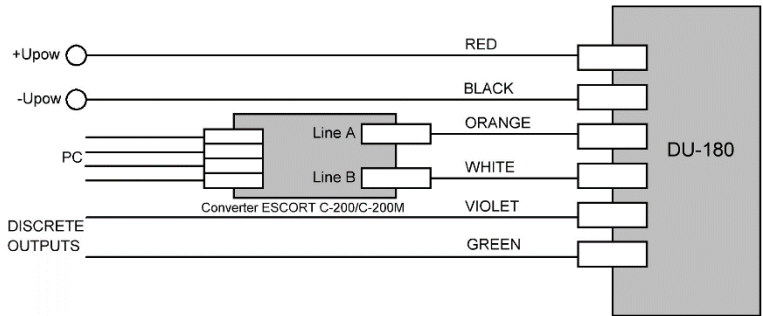 RED
+Upow
BLACK
-Upow
ORANGE
Line A
DU-180
PC
WHITE
Line B
Converter ESCORT C-200/C-200M
VIOLET
DISCRETE
OUTPUTS
GREEN